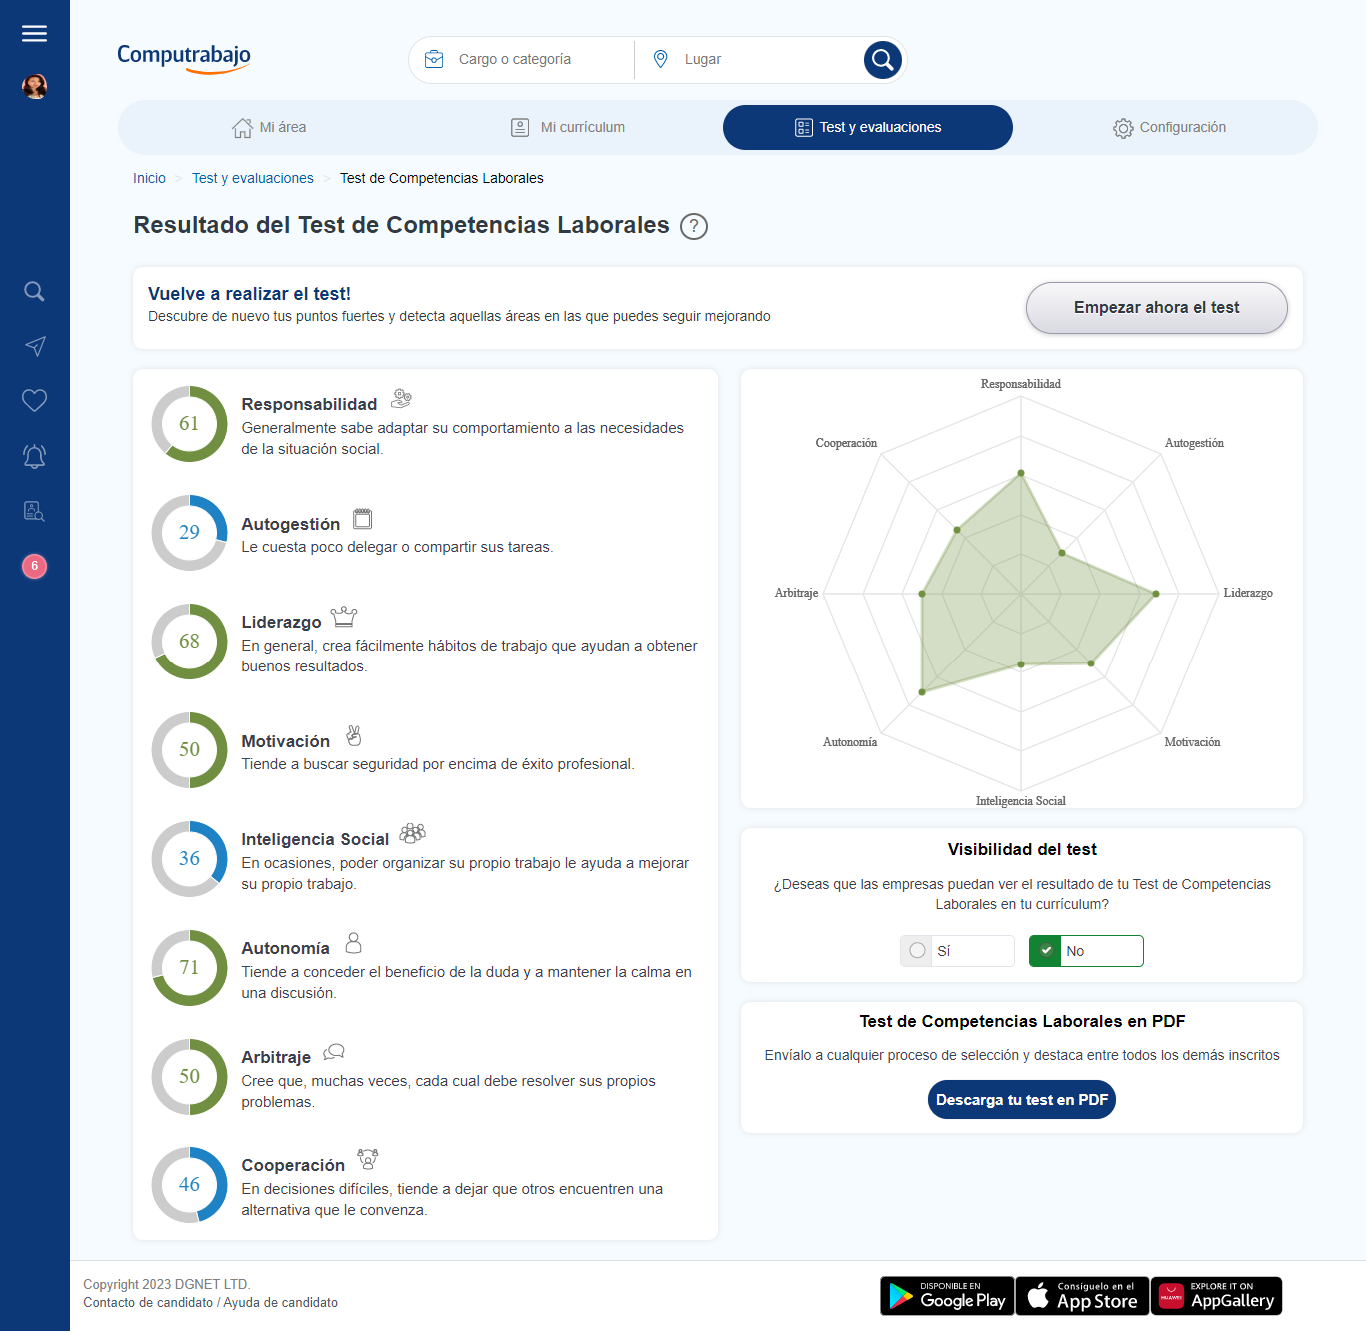 Computrabajo
Cargo o categoría
Lugar
Mi área
Mi currículum
Test y evaluaciones
Configuración
Inicio > Test y evaluaciones > Test de Competencias Laborales
Resultado del Test de Competencias Laborales ?
Vuelve a realizar el test!
Descubre de nuevo tus puntos fuertes y detecta aquellas áreas en las que puedes seguir mejorando
Empezar ahora el test
6
61
Responsabilidad
Generalmente sabe adaptar su comportamiento a las necesidades
de la situación social.
29
Autogestión
Le cuesta poco delegar o compartir sus tareas.
68
Liderazgo
En general, crea fácilmente hábitos de trabajo que ayudan a obtener
buenos resultados.
50
Motivación
Tiende a buscar seguridad por encima de éxito profesional.
36
Inteligencia Social
En ocasiones, poder organizar su propio trabajo le ayuda a mejorar
su propio trabajo.
71
Autonomía
Tiende a conceder el beneficio de la duda y a mantener la calma en
una discusión.
50
Arbitraje
Cree que, muchas veces, cada cual debe resolver sus propios
problemas.
46
Cooperación
En decisiones difíciles, tiende a dejar que otros encuentren una
alternativa que le convenza.
Responsabilidad
Cooperación
Autogestión
Arbitraje
Liderazgo
Autonomía
Motivación
Inteligencia Social
Visibilidad del test
¿Deseas que las empresas puedan ver el resultado de tu Test de Competencias
Laborales en tu currículum?
Sí
No
Test de Competencias Laborales en PDF
Envíalo a cualquier proceso de selección y destaca entre todos los demás inscritos
Descarga tu test en PDF
Copyright 2023 DGNET LTD.
Contacto de candidato / Ayuda de candidato
DISPONIBLE EN
Google Play
Consíguelo en el
App Store
HUAWEI
EXPLORE IT ON
AppGallery